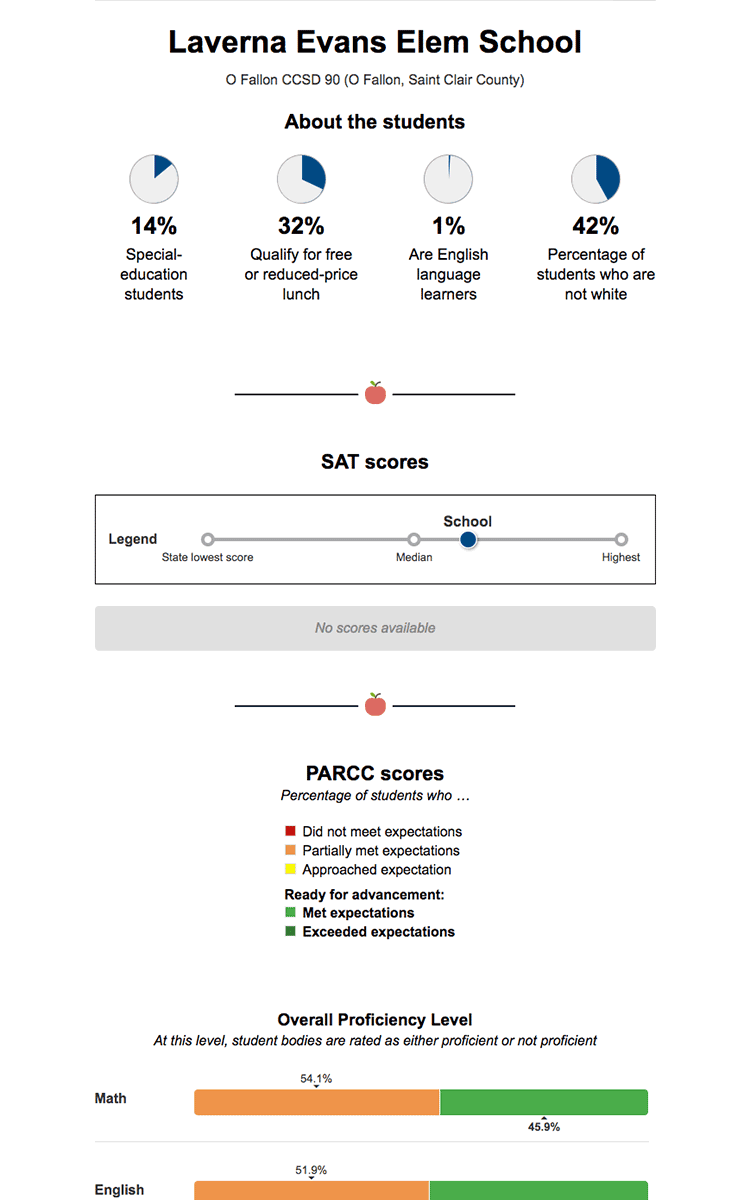 Laverna Evans Elem School
O Fallon CCSD 90 (O Fallon, Saint Clair County)
About the students
14%
Special-
education
students
32%
Qualify for free
or reduced-price
lunch
1%
Are English
language
learners
42%
Percentage of
students who are
not white
SAT scores
Legend
School
State lowest score
Median
Highest
No scores available
PARCC scores
Percentage of students who …
Did not meet expectations
Partially met expectations
Approached expectation
Ready for advancement:
Met expectations
Exceeded expectations
Overall Proficiency Level
At this level, student bodies are rated as either proficient or not proficient
54.1%
Math
45.9%
51.9%
English